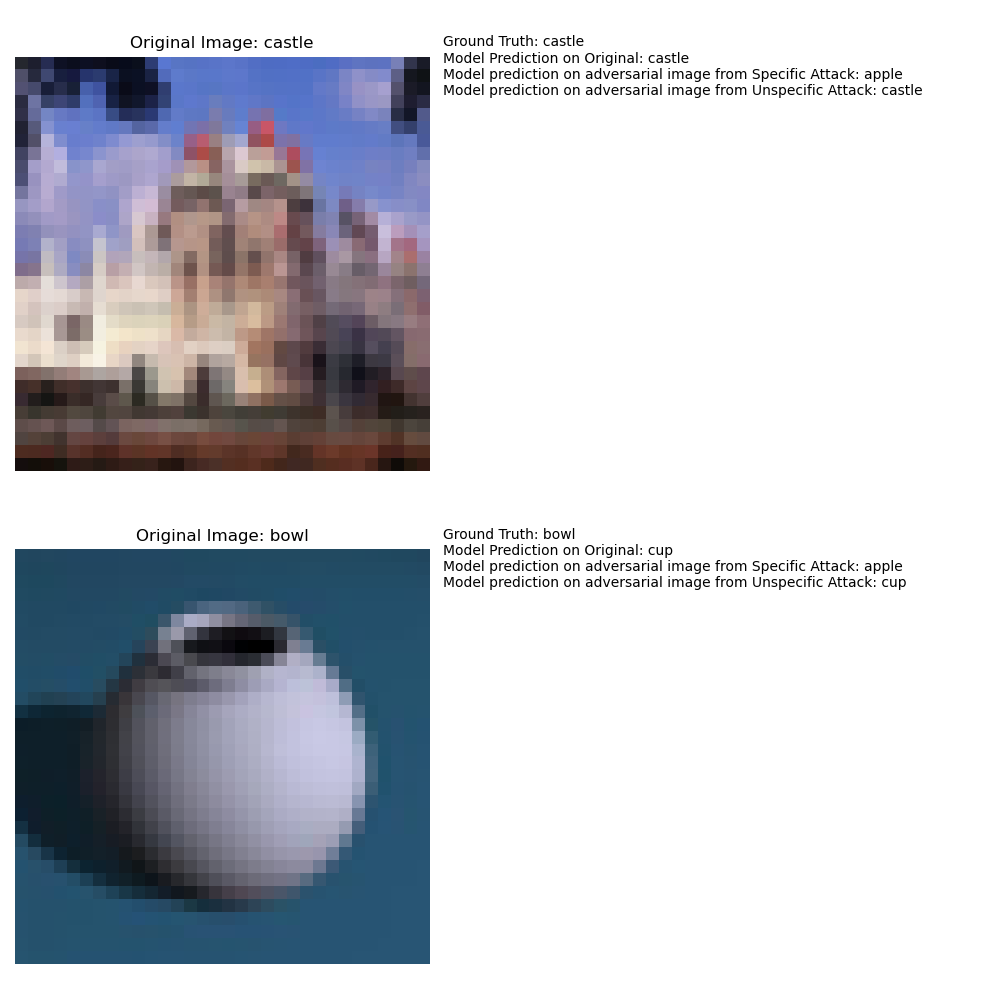 Original Image: castle
Ground Truth: castle
Model Prediction on Original: castle
Model prediction on adversarial image from Specific Attack: apple
Model prediction on adversarial image from Unspecific Attack: castle
Original Image: bowl
Ground Truth: bowl
Model Prediction on Original: cup
Model prediction on adversarial image from Specific Attack: apple
Model prediction on adversarial image from Unspecific Attack: cup